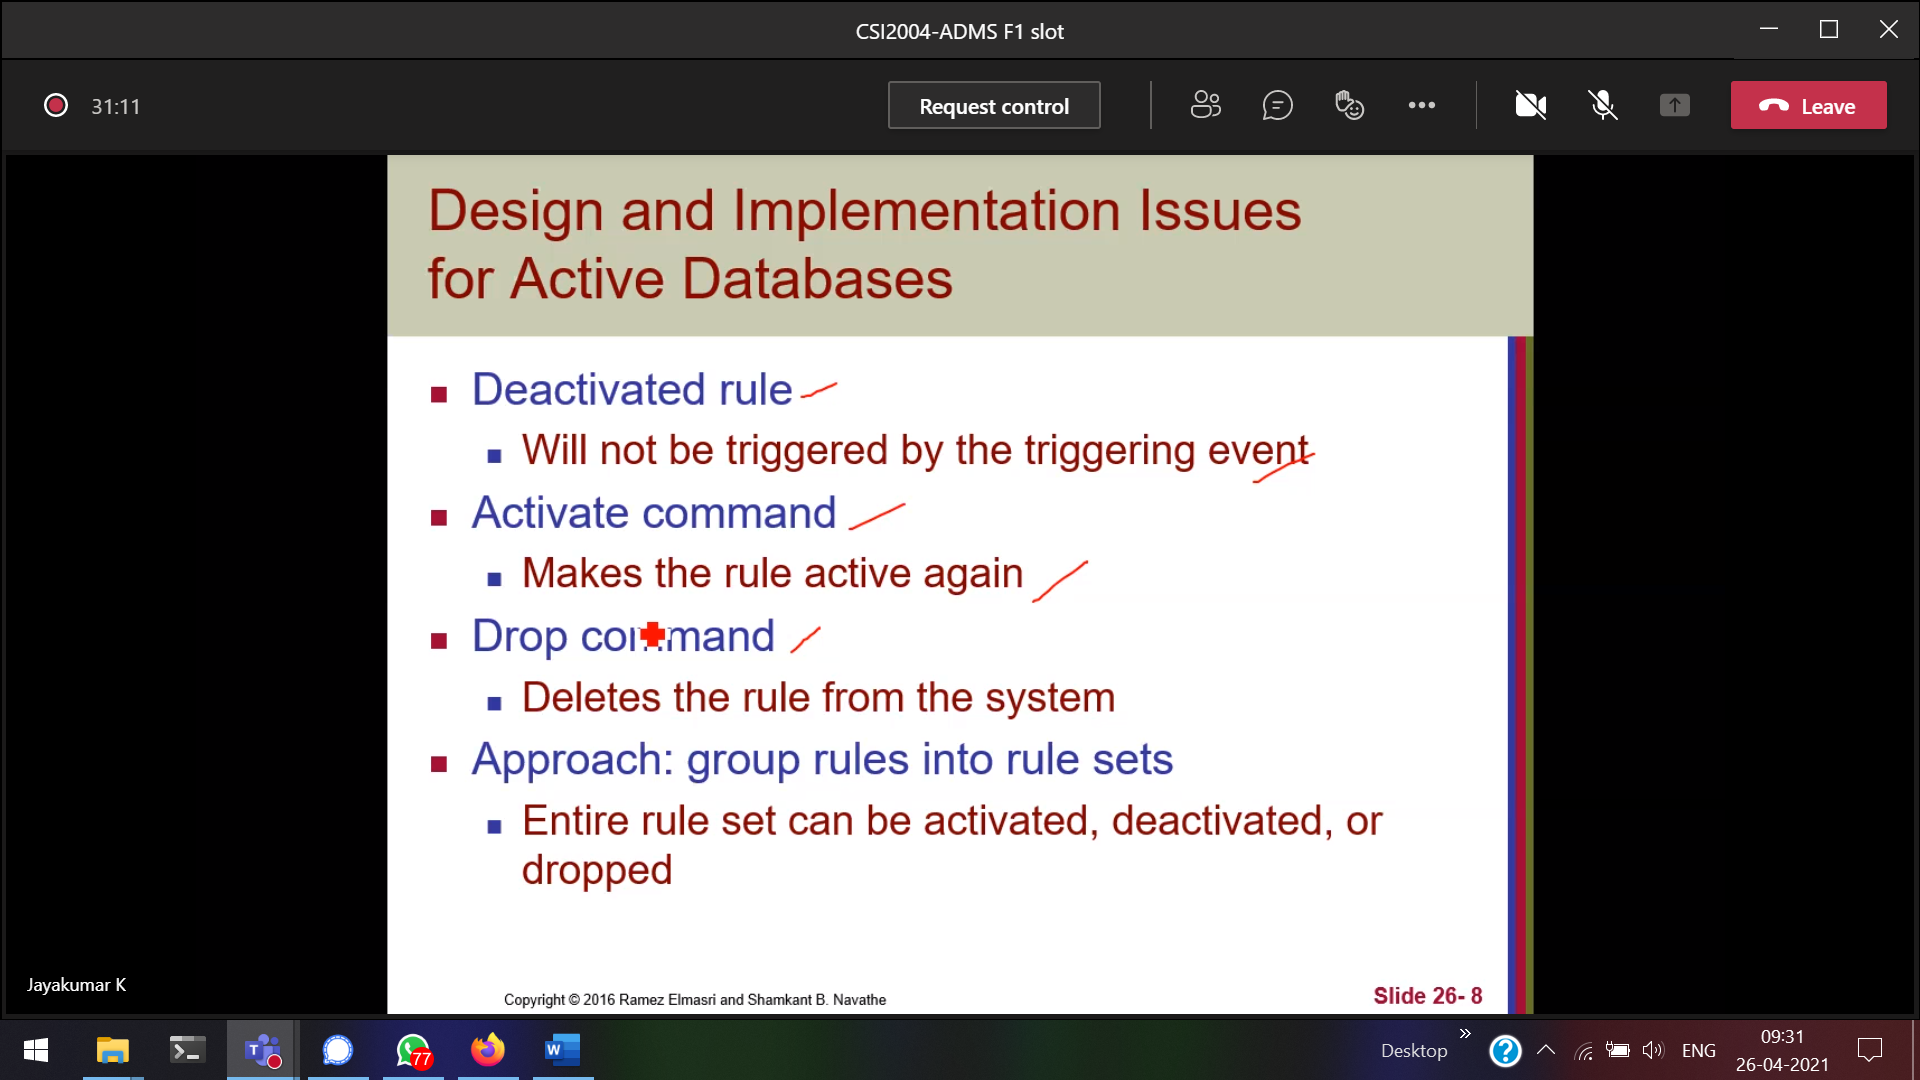 CSI2004-ADMS F1 slot
31:11
Request control
Leave
Design and Implementation Issues
for Active Databases
Deactivated rule
Will not be triggered by the triggering event
Activate command
Makes the rule active again
Drop command
Deletes the rule from the system
Approach: group rules into rule sets
Entire rule set can be activated, deactivated, or
dropped
Jayakumar K
Copyright © 2016 Ramez Elmasri and Shamkant B. Navathe
Slide 26- 8
77
Desktop
ENG
09:31
26-04-2021